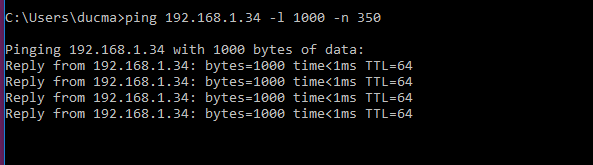 C:\Users\ducma>ping 192.168.1.34 -l 1000 -n 350
Pinging 192.168.1.34 with 1000 bytes of data:
Reply from 192.168.1.34: bytes=1000 time<1ms TTL=64
Reply from 192.168.1.34: bytes=1000 time<1ms TTL=64
Reply from 192.168.1.34: bytes=1000 time<1ms TTL=64
Reply from 192.168.1.34: bytes=1000 time<1ms TTL=64